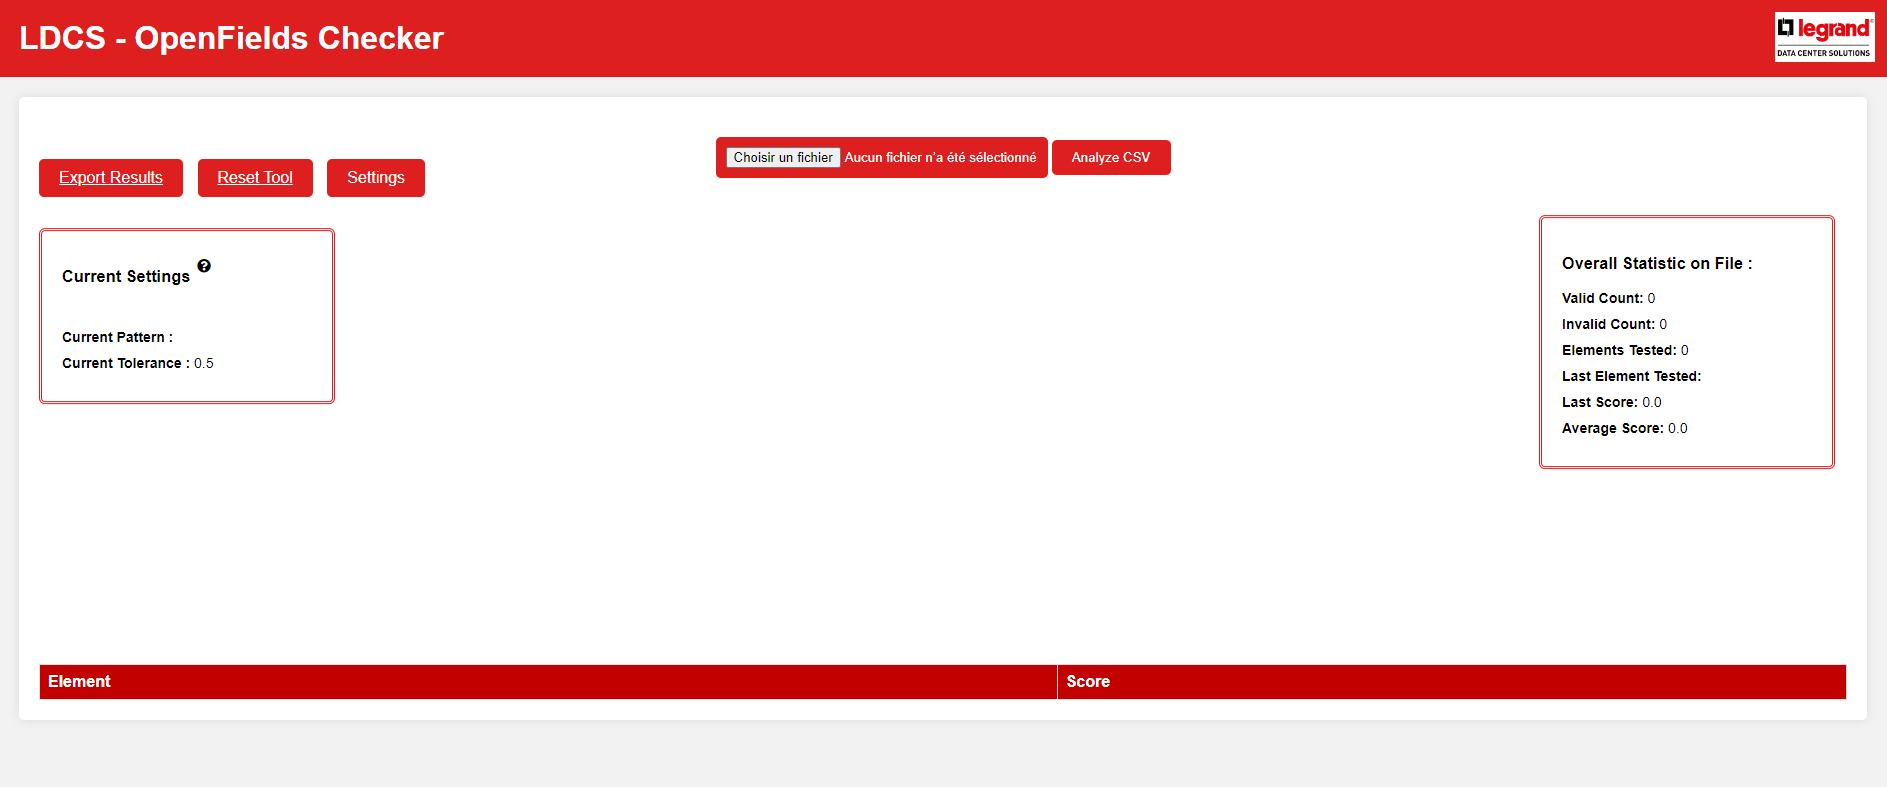 LDCS - OpenFields Checker
legrand®
DATA CENTER SOLUTIONS
Choisir un fichier Aucun fichier n'a été sélectionné Analyze CSV
Export Results Reset Tool Settings
Current Settings
Current Pattern :
Current Tolerance : 0.5
Overall Statistic on File :
Valid Count: 0
Invalid Count: 0
Elements Tested: 0
Last Element Tested:
Last Score: 0.0
Average Score: 0.0
Element Score